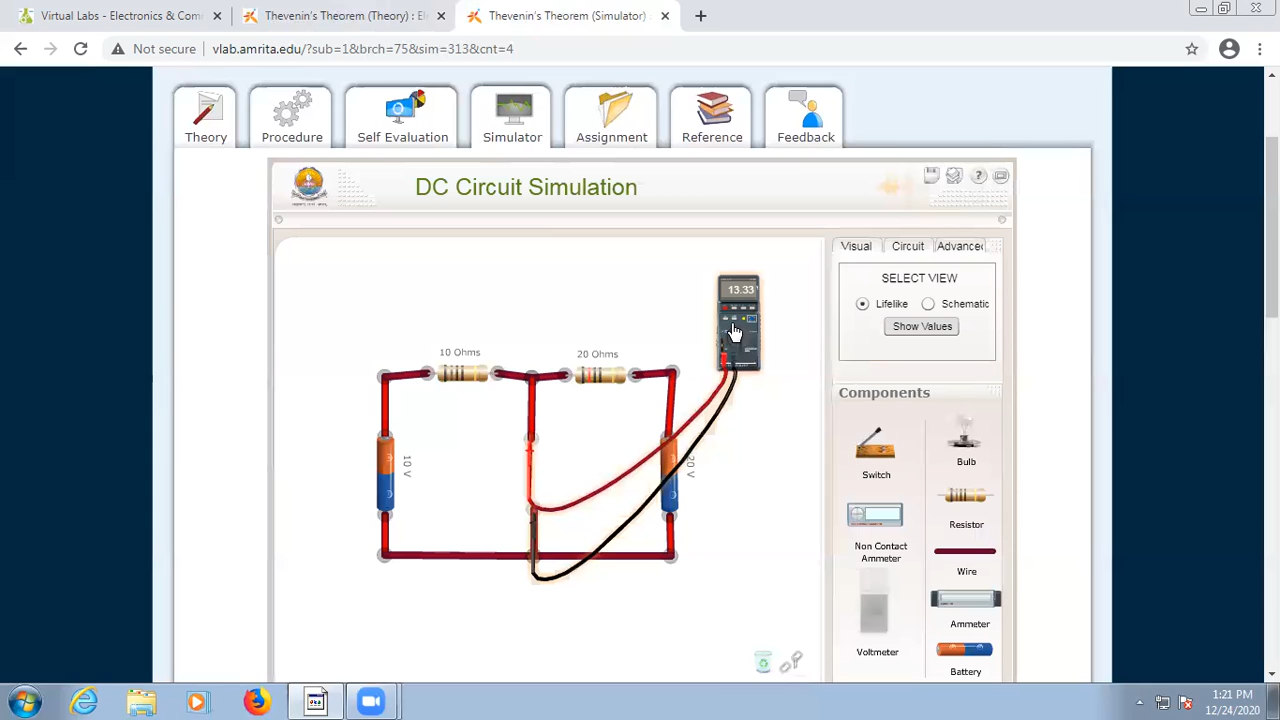 Virtual Labs - Electronics & Comm
Thevenin's Theorem (Theory) : Ele
Thevenin's Theorem (Simulator) :
Not secure
vlab.amrita.edu/?sub=1&brch=75&sim=313&cnt=4
Theory
Procedure
Self Evaluation
Simulator
Assignment
Reference
Feedback
DC Circuit Simulation
Visual
Circuit
Advanced
SELECT VIEW
Lifelike
Schematic
Show Values
13.33
10 Ohms
20 Ohms
10 V
20 V
Components
Switch
Bulb
Non Contact
Ammeter
Resistor
Wire
Voltmeter
Ammeter
Battery
1:21 PM
12/24/2020